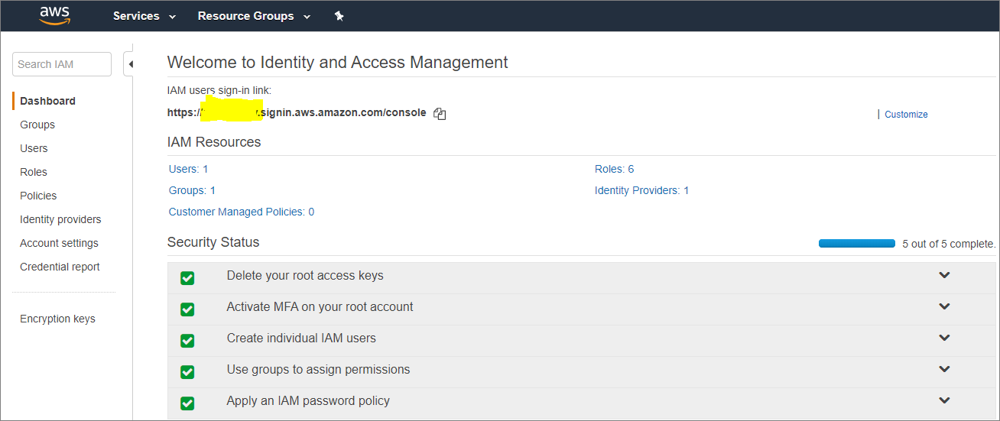 aws
Services
Resource Groups
Search IAM
Dashboard
Groups
Users
Roles
Policies
Identity providers
Account settings
Credential report
Encryption keys
Welcome to Identity and Access Management
IAM users sign-in link:
https:// .signin.aws.amazon.com/console
| Customize
IAM Resources
Users: 1
Roles: 6
Groups: 1
Identity Providers: 1
Customer Managed Policies: 0
Security Status
5 out of 5 complete.
Delete your root access keys
Activate MFA on your root account
Create individual IAM users
Use groups to assign permissions
Apply an IAM password policy